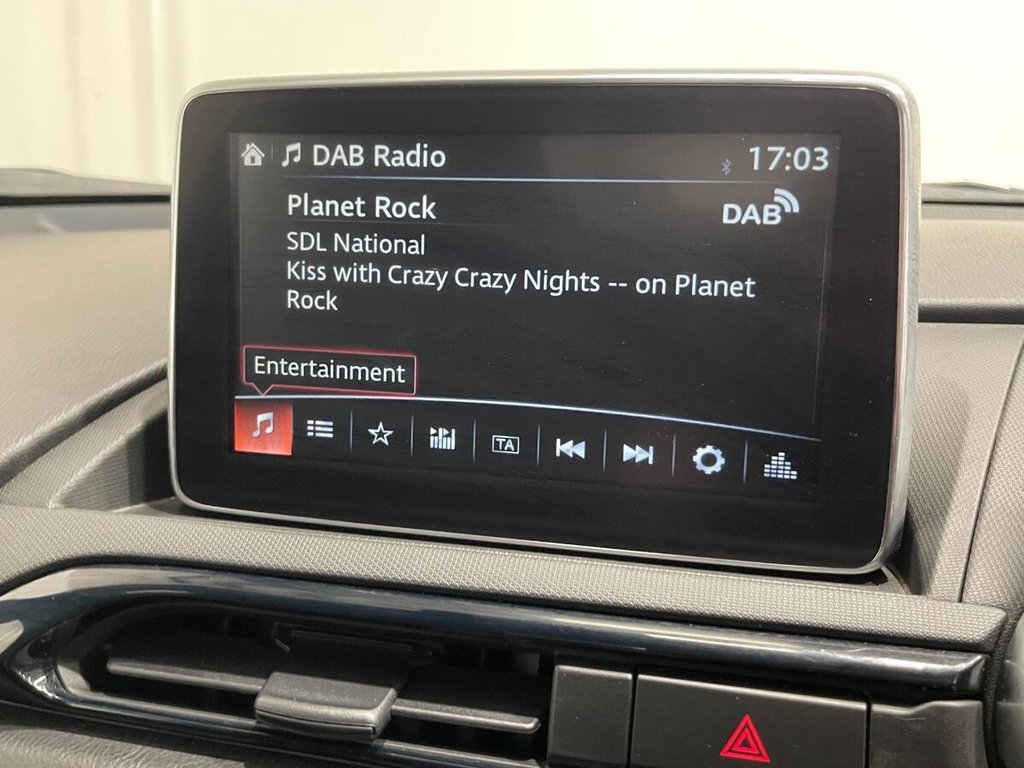 DAB Radio
17:03
Planet Rock
DAB
SDL National
Kiss with Crazy Crazy Nights -- on Planet
Rock
Entertainment
TA